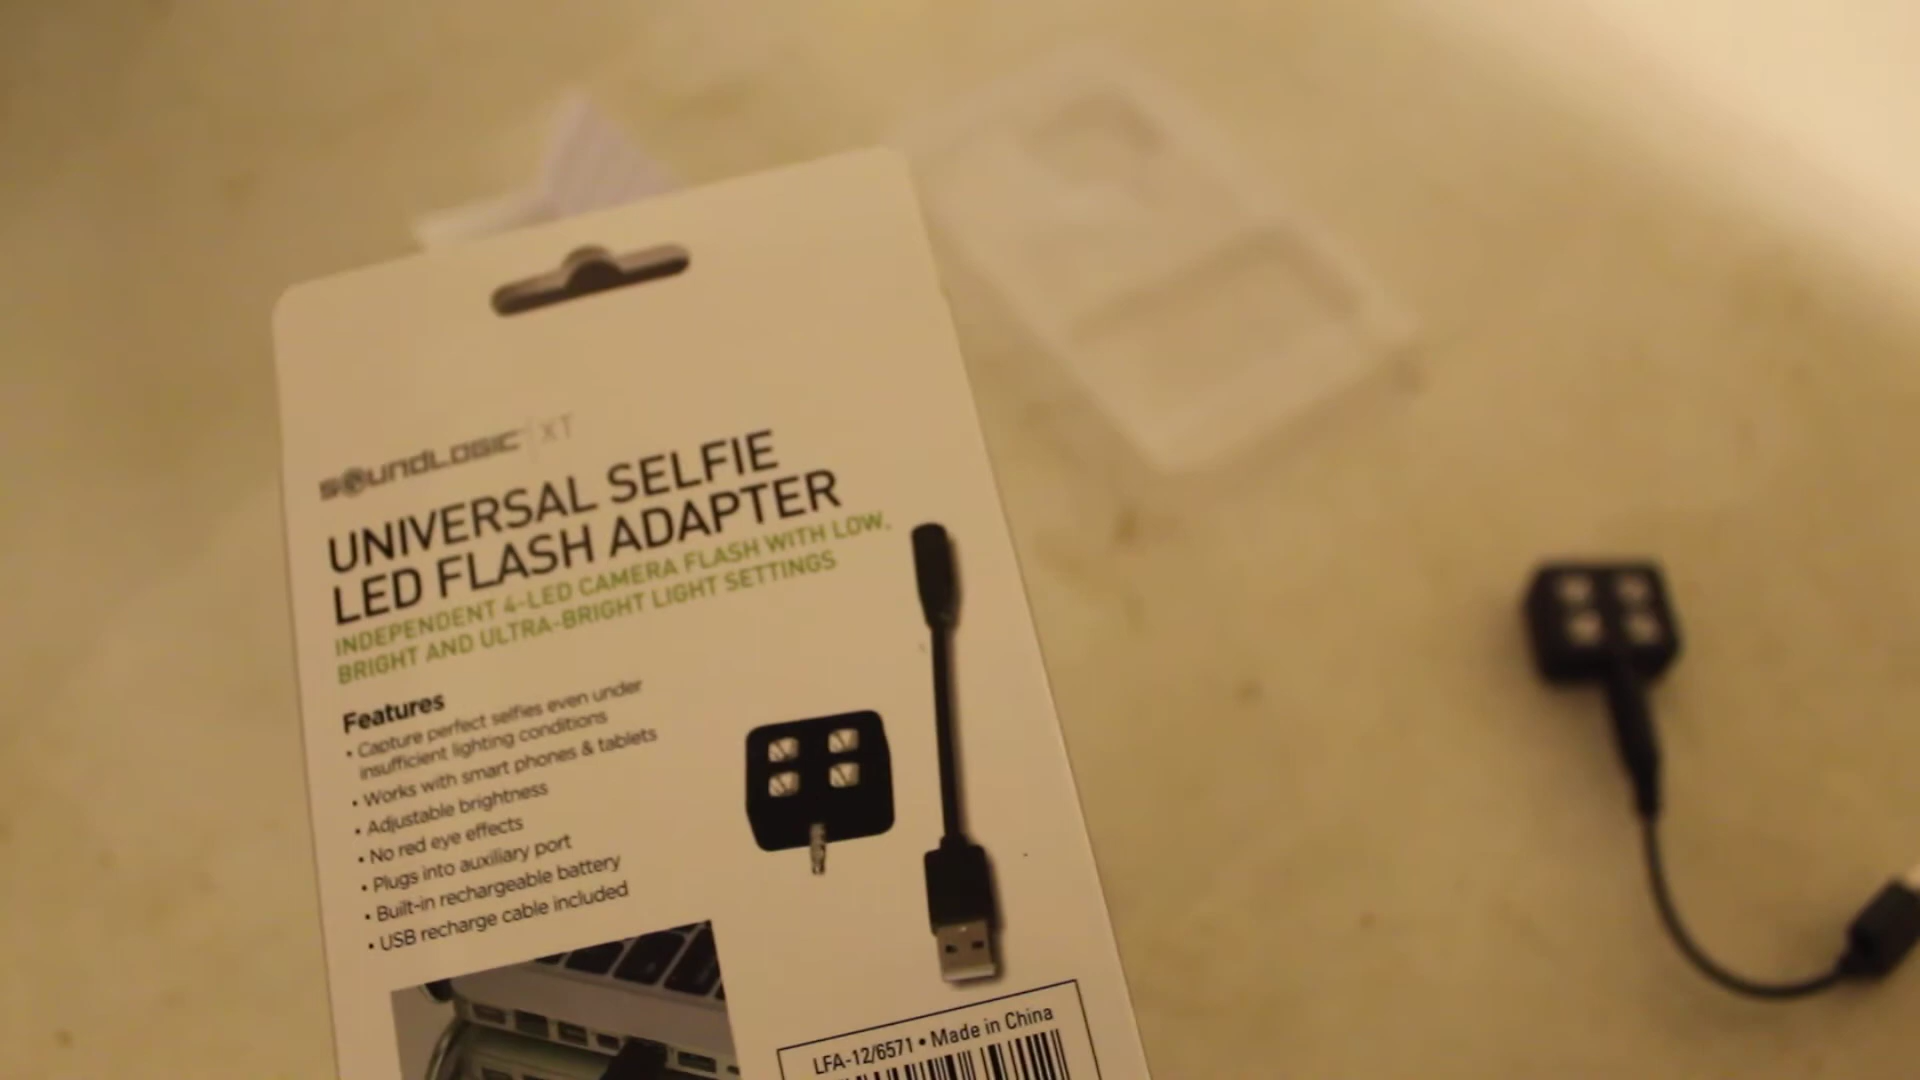 SOUNDLOGIC XT
UNIVERSAL SELFIE
LED FLASH ADAPTER
INDEPENDENT 4-LED CAMERA FLASH WITH LOW,
BRIGHT AND ULTRA-BRIGHT LIGHT SETTINGS
Features
• Capture perfect selfies even under
insufficient lighting conditions
• Works with smart phones & tablets
• Adjustable brightness
• No red eye effects
• Plugs into auxiliary port
• Built-in rechargeable battery
• USB recharge cable included
LFA-12/6571 • Made in China